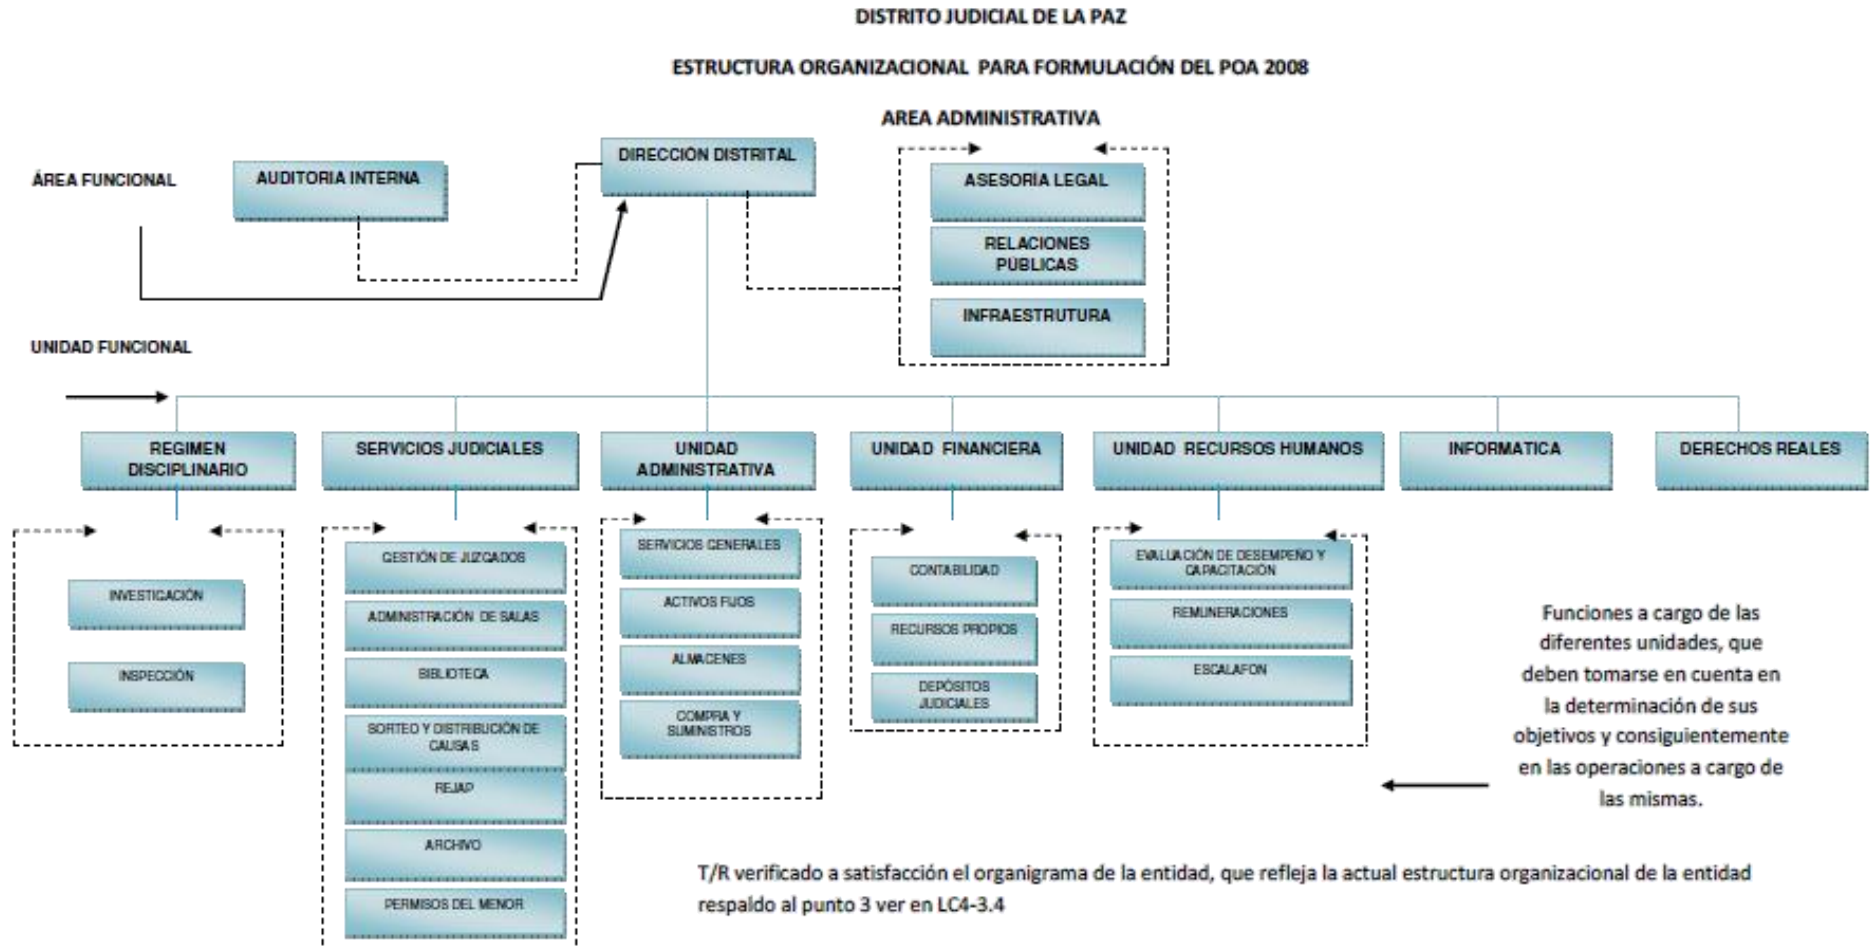 DISTRITO JUDICIAL DE LA PAZ
ESTRUCTURA ORGANIZACIONAL PARA FORMULACIÓN DEL POA 2008
AREA ADMINISTRATIVA
ÁREA FUNCIONAL
AUDITORIA INTERNA
DIRECCIÓN DISTRITAL
ASESORÍA LEGAL
RELACIONES
PÚBLICAS
INFRAESTRUTURA
UNIDAD FUNCIONAL
REGIMEN
DISCIPLINARIO
SERVICIOS JUDICIALES
UNIDAD
ADMINISTRATIVA
UNIDAD FINANCIERA
UNIDAD RECURSOS HUMANOS
INFORMATICA
DERECHOS REALES
INVESTIGACIÓN
INSPECCIÓN
GESTIÓN DE JUZGADOS
ADMINISTRACIÓN DE SALAS
BIBLIOTECA
SORTEO Y DISTRIBUCIÓN DE
CAUSAS
REJAP
ARCHIVO
PERMISOS DEL MENOR
SERVICIOS GENERALES
ACTIVOS FIJOS
ALMACENES
COMPRA Y
SUMINISTROS
CONTABILIDAD
RECURSOS PROPIOS
DEPÓSITOS
JUDICIALES
EVALUACIÓN DE DESEMPEÑO Y
CAPACITACIÓN
REMUNERACIONES
ESCALAFON
Funciones a cargo de las
diferentes unidades, que
deben tomarse en cuenta en
la determinación de sus
objetivos y consiguientemente
en las operaciones a cargo de
las mismas.
T/R verificado a satisfacción el organigrama de la entidad, que refleja la actual estructura organizacional de la entidad
respaldo al punto 3 ver en LC4-3.4